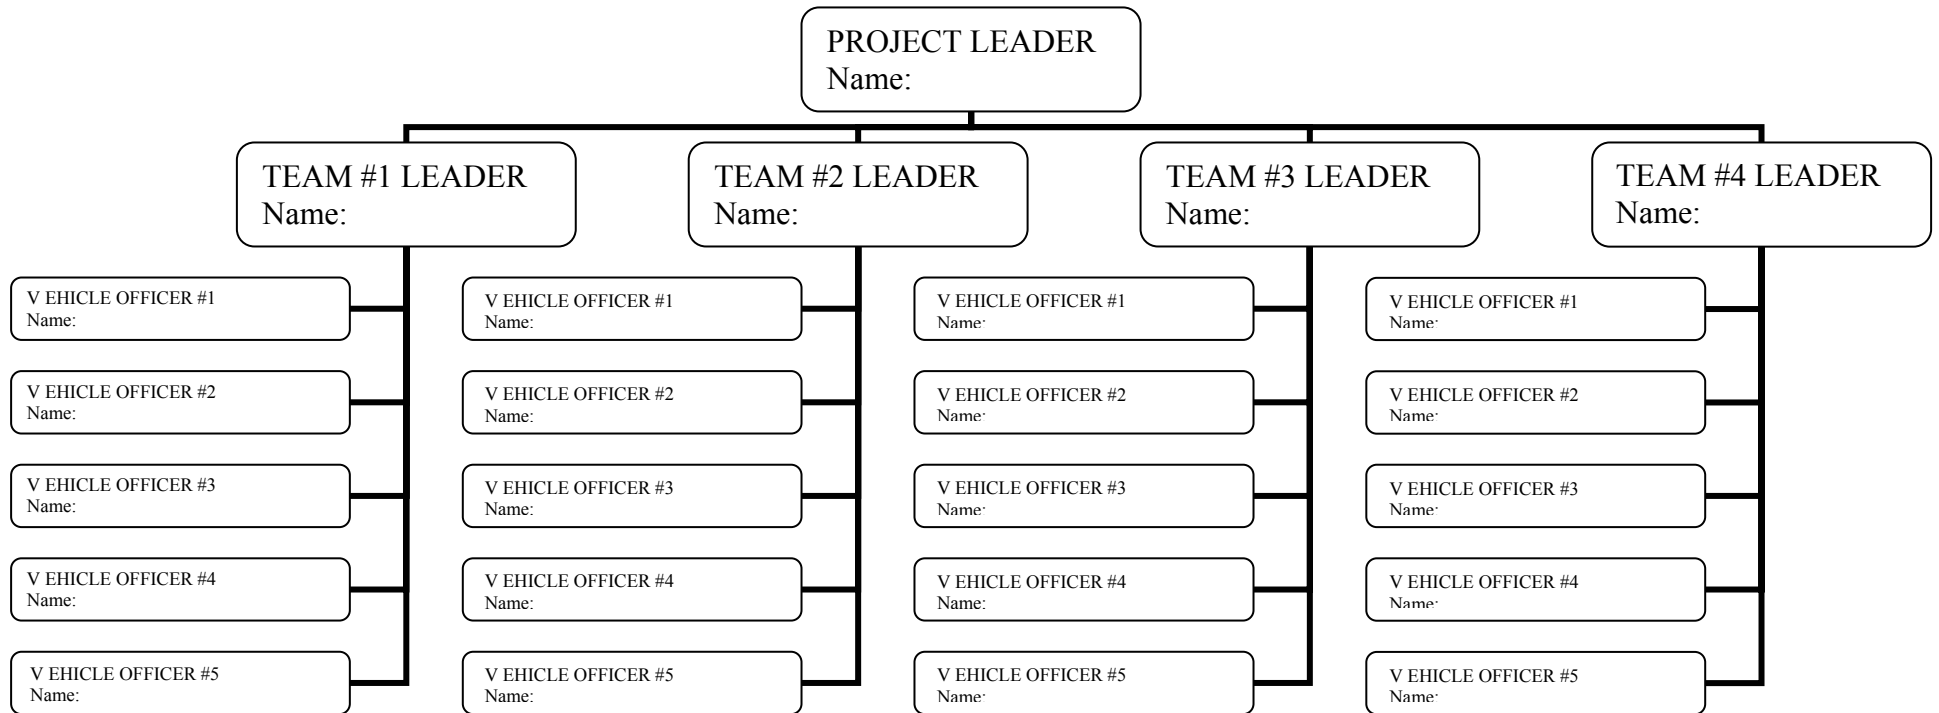 PROJECT LEADER
Name:
TEAM #1 LEADER
Name:
TEAM #2 LEADER
Name:
TEAM #3 LEADER
Name:
TEAM #4 LEADER
Name:
V EHICLE OFFICER #1
Name:
V EHICLE OFFICER #2
Name:
V EHICLE OFFICER #3
Name:
V EHICLE OFFICER #4
Name:
V EHICLE OFFICER #5
Name:
V EHICLE OFFICER #1
Name:
V EHICLE OFFICER #2
Name:
V EHICLE OFFICER #3
Name:
V EHICLE OFFICER #4
Name:
V EHICLE OFFICER #5
Name:
V EHICLE OFFICER #1
Name:
V EHICLE OFFICER #2
Name:
V EHICLE OFFICER #3
Name:
V EHICLE OFFICER #4
Name:
V EHICLE OFFICER #5
Name:
V EHICLE OFFICER #1
Name:
V EHICLE OFFICER #2
Name:
V EHICLE OFFICER #3
Name:
V EHICLE OFFICER #4
Name:
V EHICLE OFFICER #5
Name: